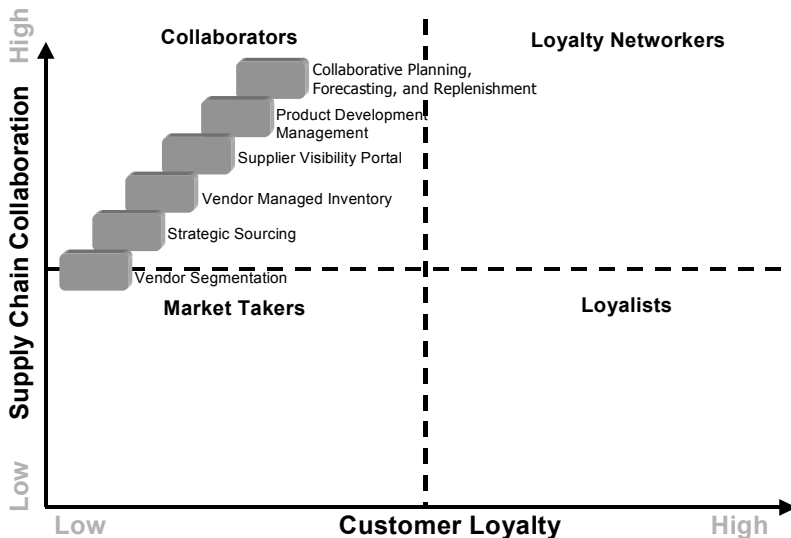 High
Collaborators
Loyalty Networkers
Collaborative Planning,
Forecasting, and Replenishment
Product Development
Management
Supplier Visibility Portal
Vendor Managed Inventory
Strategic Sourcing
Vendor Segmentation
Supply Chain Collaboration
Market Takers
Loyalists
Low
Low
Customer Loyalty
High